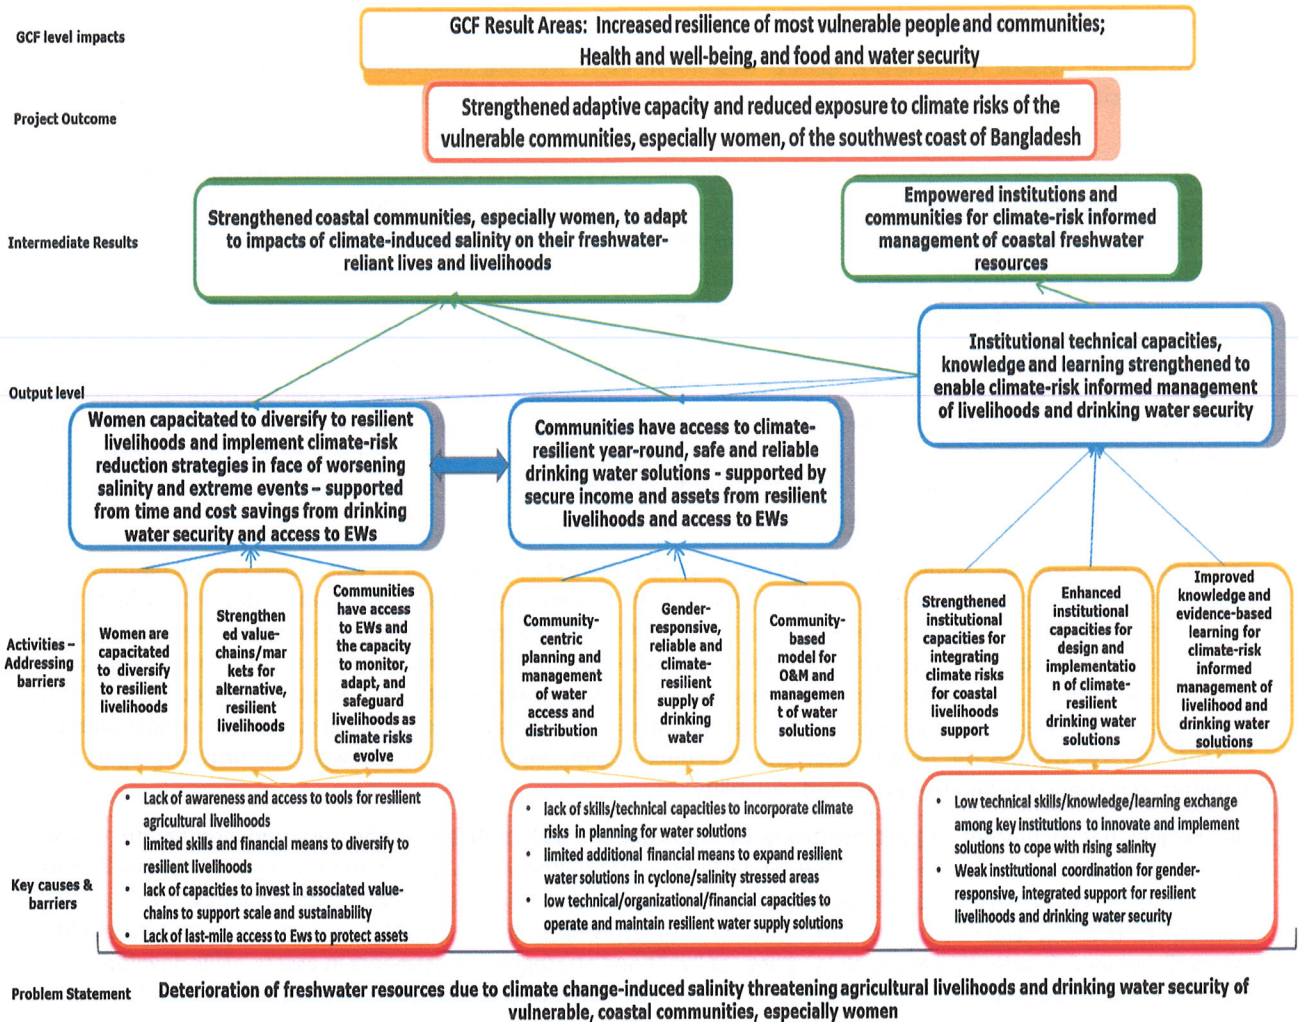 GCF level impacts
GCF Result Areas: Increased resilience of most vulnerable people and communities;
Health and well-being, and food and water security
Project Outcome
Strengthened adaptive capacity and reduced exposure to climate risks of the
vulnerable communities, especially women, of the southwest coast of Bangladesh
Intermediate Results
Strengthened coastal communities, especially women, to adapt
to impacts of climate-induced salinity on their freshwater-
reliant lives and livelihoods
Empowered institutions and
communities for climate-risk informed
management of coastal freshwater
resources
Output level
Women capacitated to diversify to resilient
livelihoods and implement climate-risk
reduction strategies in face of worsening
salinity and extreme events – supported
from time and cost savings from drinking
water security and access to EWs
Communities have access to climate-
resilient year-round, safe and reliable
drinking water solutions - supported by
secure income and assets from resilient
livelihoods and access to EWs
Institutional technical capacities,
knowledge and learning strengthened to
enable climate-risk informed management
of livelihoods and drinking water security
Activities –
Addressing
barriers
Women are
capacitated
to diversify
to resilient
livelihoods
Strengthen
ed value-
chains/mar
kets for
alternative,
resilient
livelihoods
Communities
have access
to EWs and
the capacity
to monitor,
adapt, and
safeguard
livelihoods as
climate risks
evolve
Community-
centric
planning and
management
of water
access and
distribution
Gender-
responsive,
reliable and
climate-
resilient
supply of
drinking
water
Community-
based
model for
O&M and
managemen
t of water
solutions
Strengthened
institutional
capacities for
integrating
climate risks
for coastal
livelihoods
support
Enhanced
institutional
capacities for
design and
implementatio
n of climate-
resilient
drinking water
solutions
Improved
knowledge and
evidence-based
learning for
climate-risk
informed
management of
livelihood and
drinking water
solutions
Key causes &
barriers
• Lack of awareness and access to tools for resilient
agricultural livelihoods
• limited skills and financial means to diversify to
resilient livelihoods
• lack of capacities to invest in associated value-
chains to support scale and sustainability
• Lack of last-mile access to Ews to protect assets
• lack of skills/technical capacities to incorporate climate
risks in planning for water solutions
• limited additional financial means to expand resilient
water solutions in cyclone/salinity stressed areas
• low technical/organizational/financial capacities to
operate and maintain resilient water supply solutions
• Low technical skills/knowledge/learning exchange
among key institutions to innovate and implement
solutions to cope with rising salinity
• Weak institutional coordination for gender-
responsive, integrated support for resilient
livelihoods and drinking water security
Problem Statement
Deterioration of freshwater resources due to climate change-induced salinity threatening agricultural livelihoods and drinking water security of
vulnerable, coastal communities, especially women